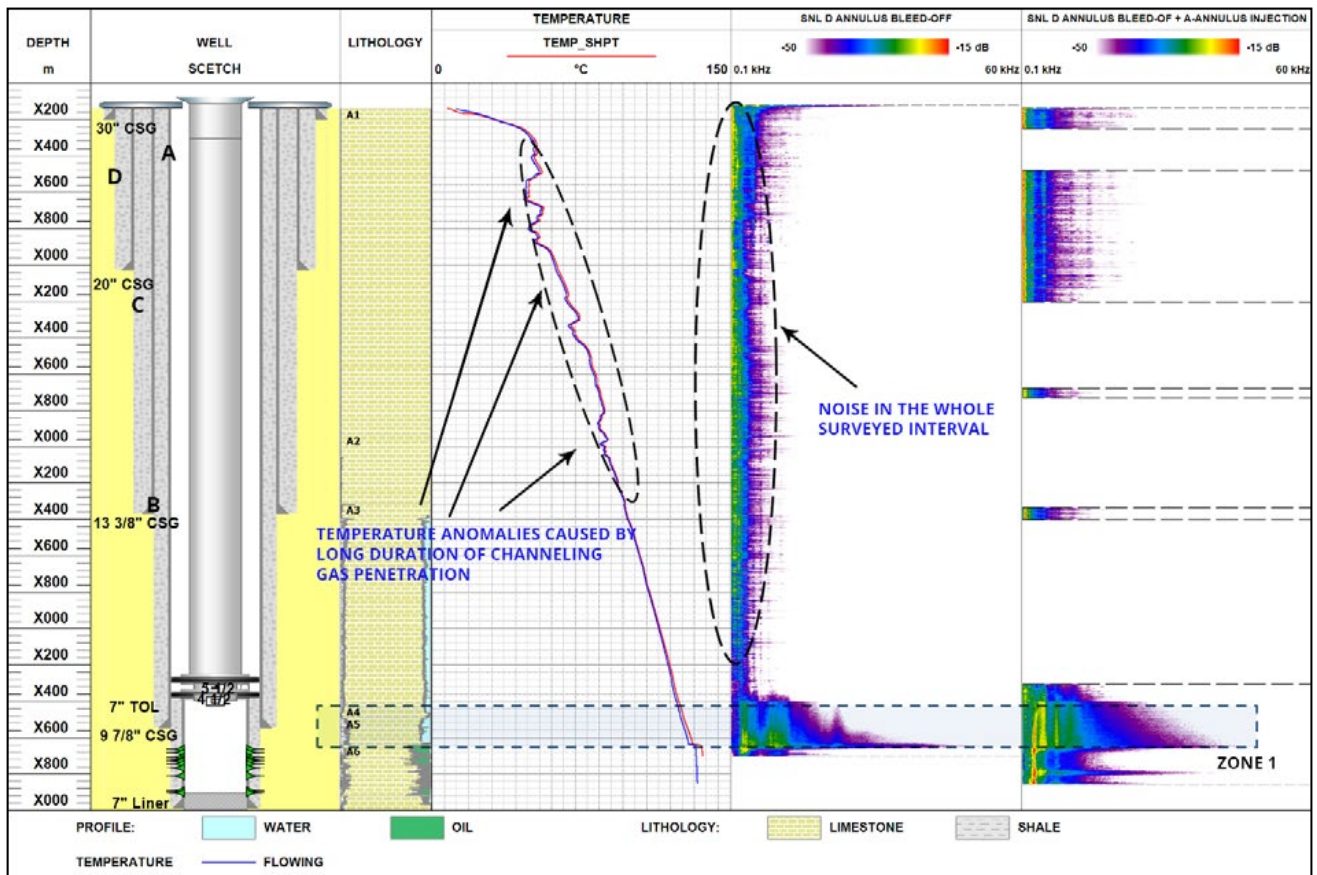 TEMPERATURE
SNL D ANNULUS BLEED-OFF
SNL D ANNULUS BLEED-OF + A-ANNULUS INJECTION
DEPTH
WELL
LITHOLOGY
TEMP_SHPT
-50
-15 dB
-50
-15 dB
m
SCETCH
0
°C
150
0.1 kHz
60 kHz
0.1 kHz
60 kHz
X200
X400
X600
X800
X000
X200
X400
X600
X800
X000
X200
X400
X600
X800
X000
X200
X400
X600
X800
X000
30" CSG
A
D
20" CSG
C
B
13 3/8" CSG
5 1/2
4 1/2
7" TOL
9 7/8" CSG
7" Liner
A1
A2
A3
A4
A5
A6
TEMPERATURE ANOMALIES CAUSED BY
LONG DURATION OF CHANNELING
GAS PENETRATION
NOISE IN THE WHOLE
SURVEYED INTERVAL
ZONE 1
PROFILE:
WATER
OIL
LITHOLOGY:
LIMESTONE
SHALE
TEMPERATURE
FLOWING